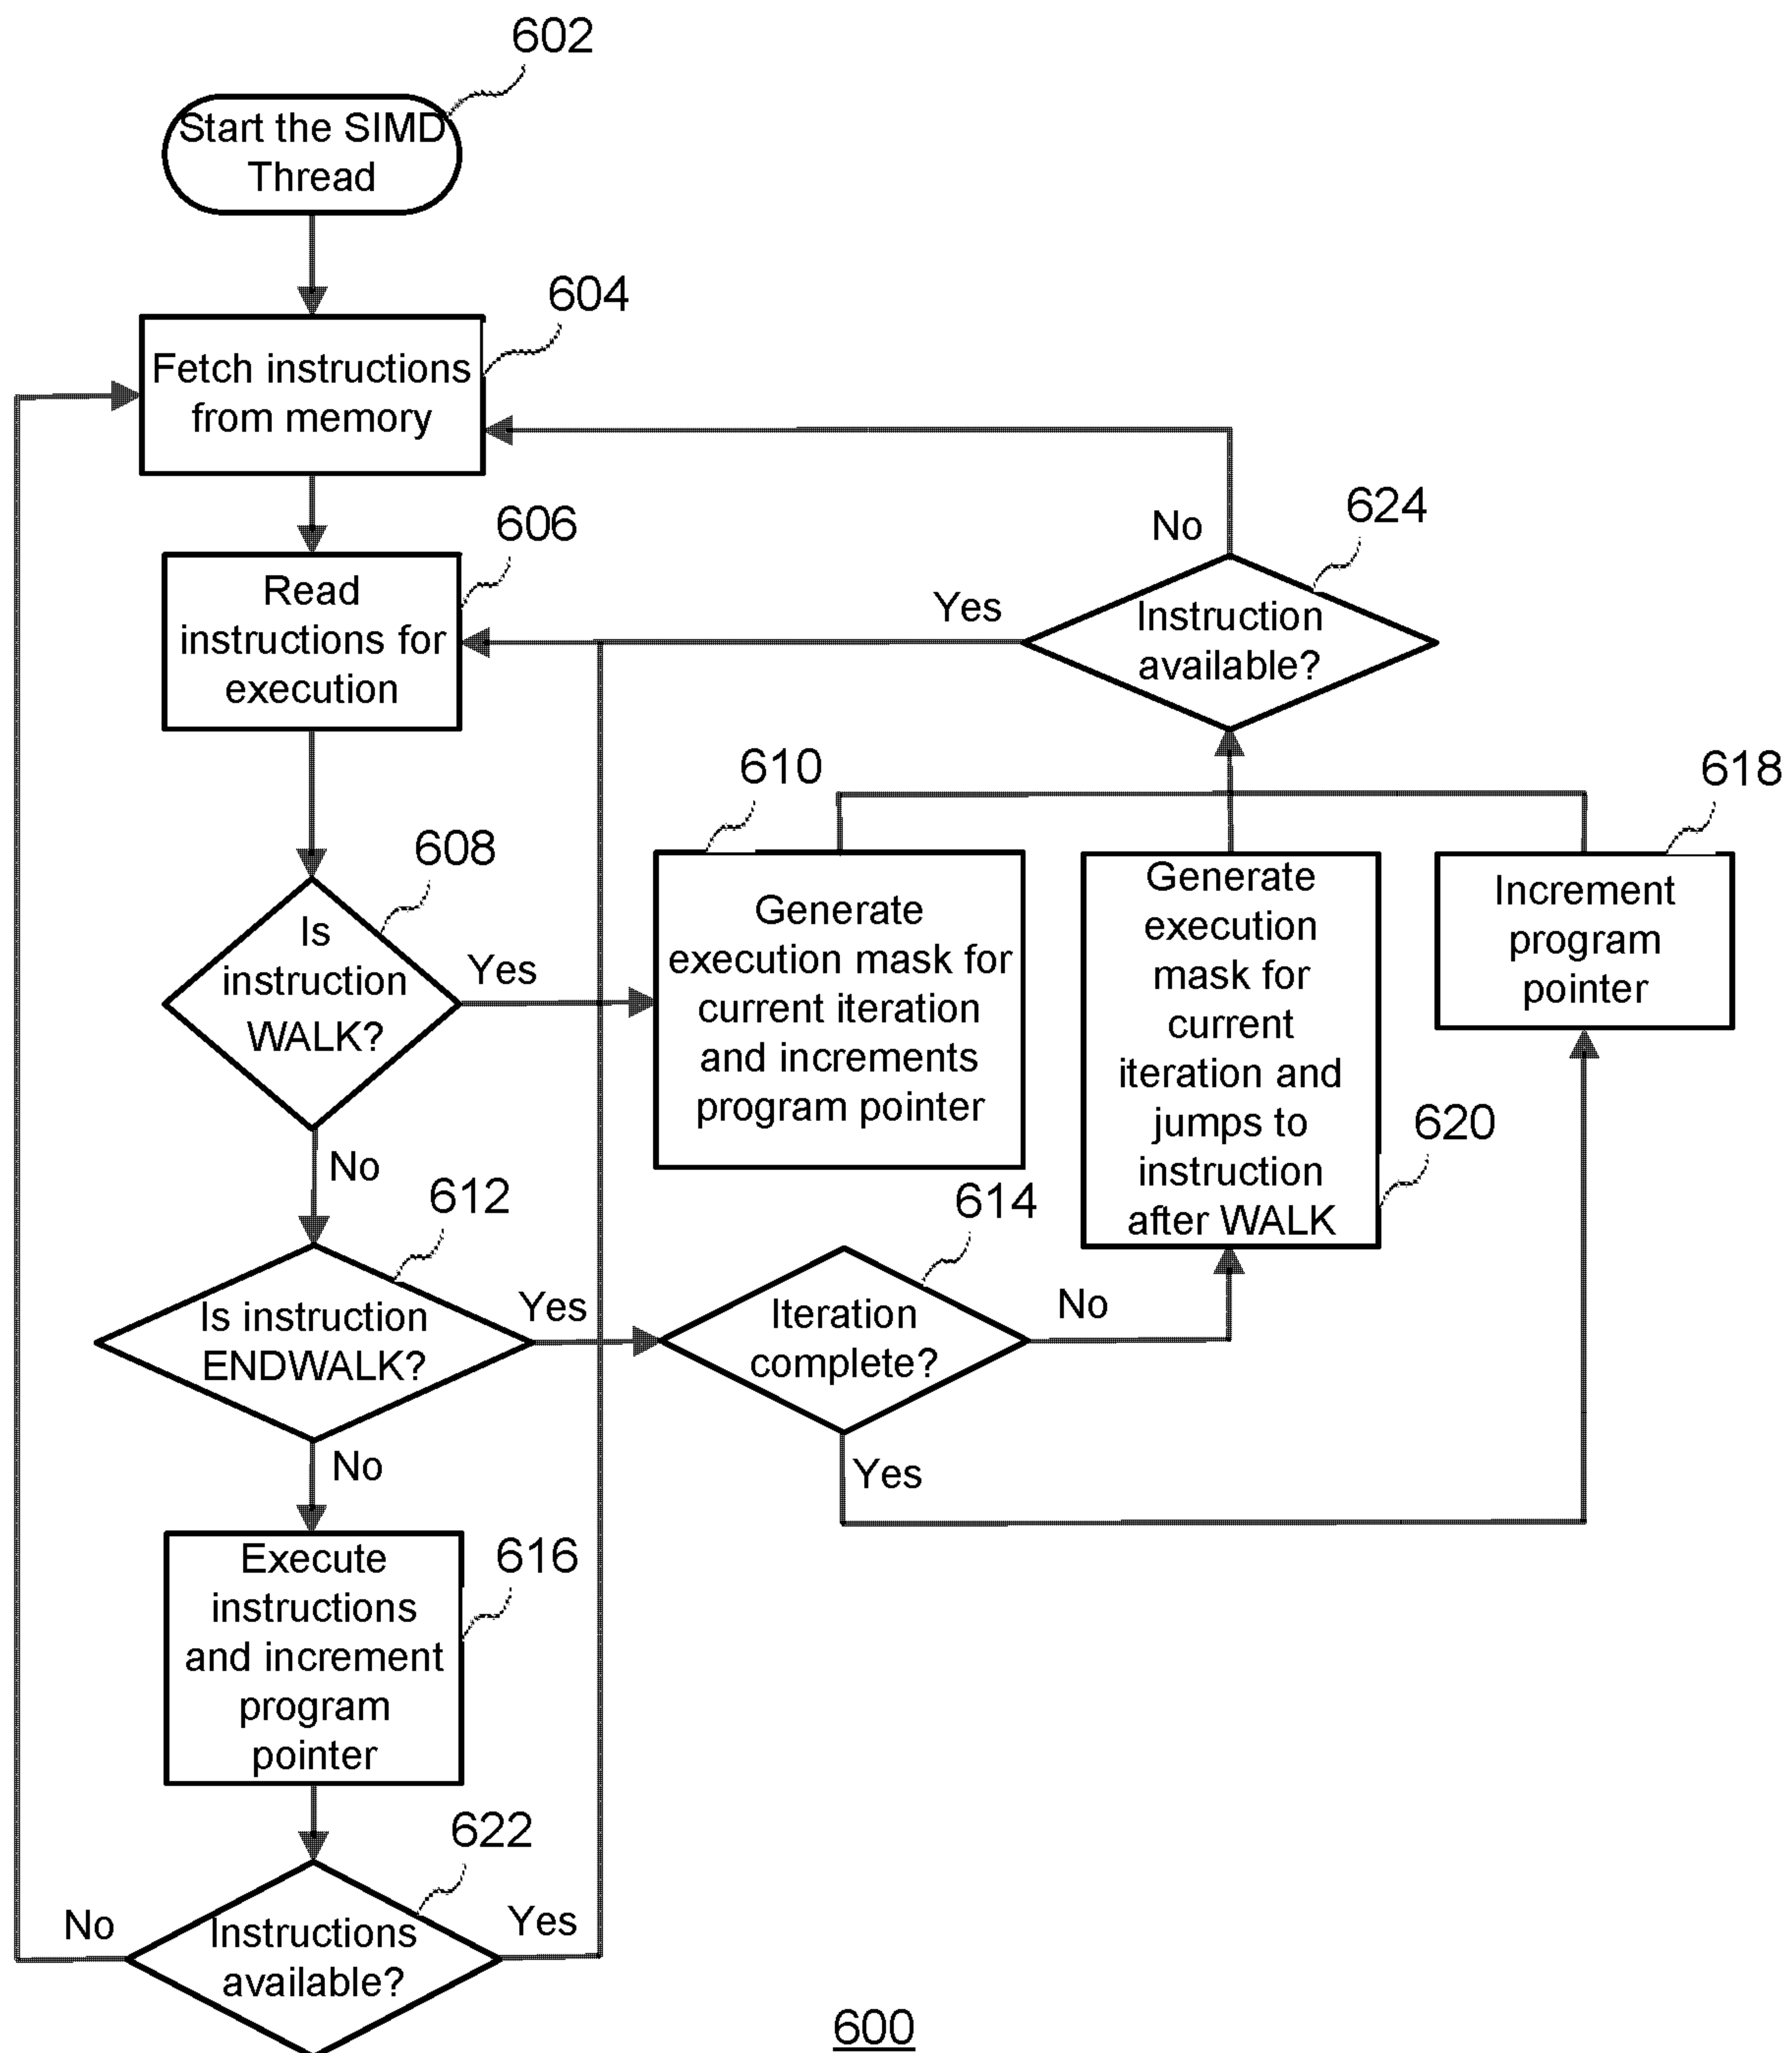 602
Start the SIMD
Thread
604
Fetch instructions
from memory
606
Read
instructions for
execution
624
No
Yes
Instruction
available?
610
618
608
Is
instruction
WALK?
Yes
No
Generate
execution mask for
current iteration
and increments
program pointer
Generate
execution
mask for
current
iteration and
jumps to
instruction
after WALK
620
Increment
program
pointer
612
Is instruction
ENDWALK?
Yes
No
614
Iteration
complete?
No
Yes
616
Execute
instructions
and increment
program
pointer
622
No
Instructions
available?
Yes
600